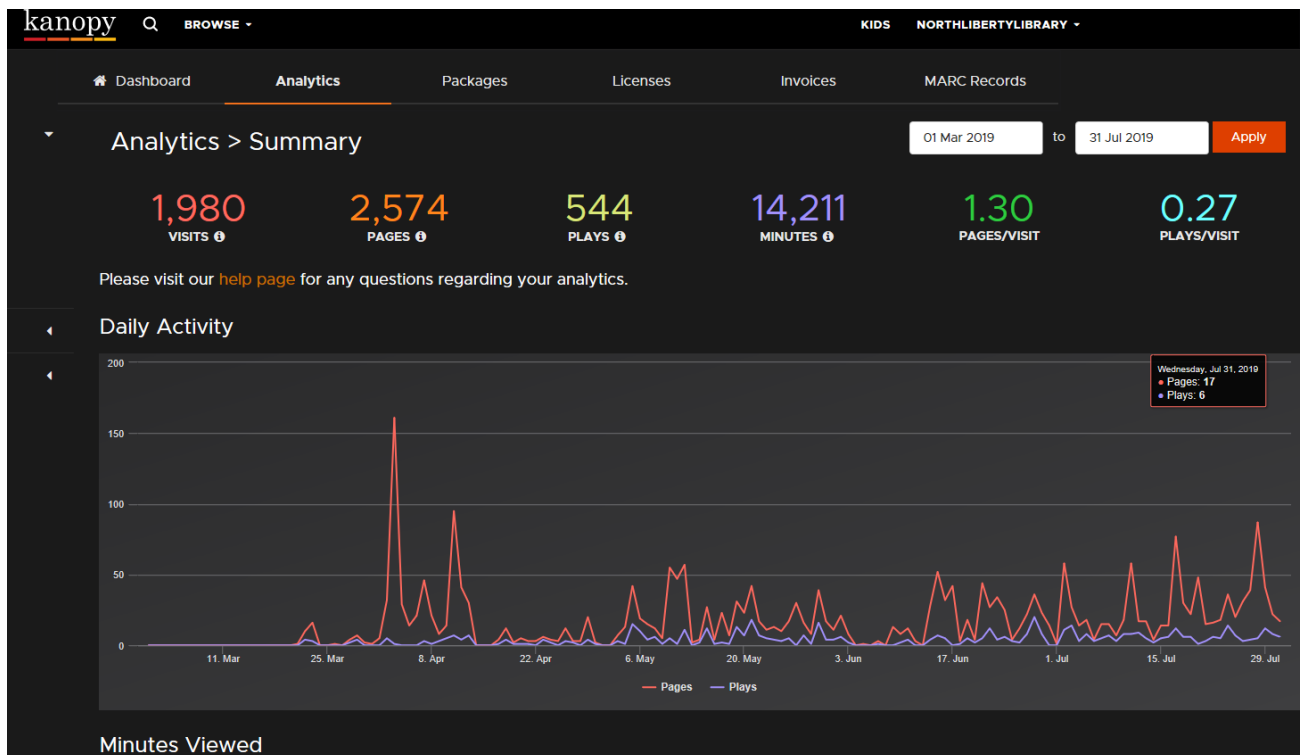 kanopy BROWSE KIDS NORTHLIBERTYLIBRARY
Dashboard Analytics Packages Licenses Invoices MARC Records
Analytics > Summary 01 Mar 2019 to 31 Jul 2019 Apply
1,980 2,574 544 14,211 1.30 0.27
VISITS PAGES PLAYS MINUTES PAGES/VISIT PLAYS/VISIT
Please visit our help page for any questions regarding your analytics.
Daily Activity
200
Wednesday, Jul 31, 2019
• Pages: 17
• Plays: 6
150
100
50
0
11. Mar 25. Mar 8. Apr 22. Apr 6. May 20. May 3. Jun 17. Jun 1. Jul 15. Jul 29. Jul
Pages Plays
Minutes Viewed